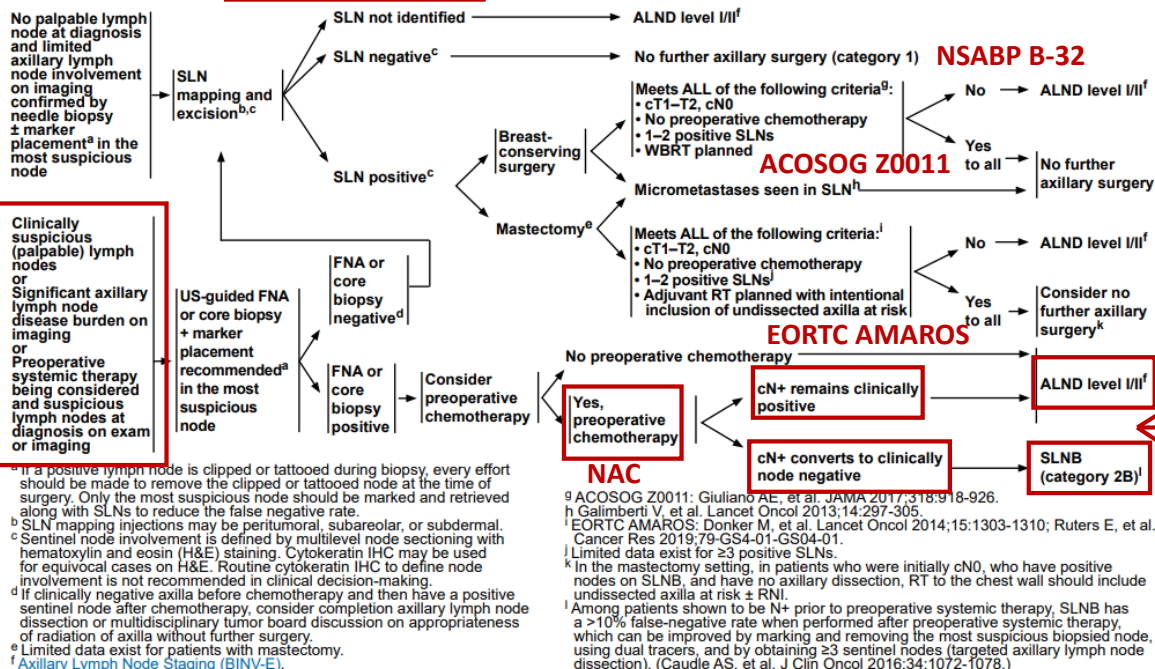 No palpable lymph
node at diagnosis
and limited
axillary lymph
node involvement
on imaging
confirmed by
needle biopsy
± marker
placementᵃ in the
most suspicious
node
SLN
mapping and
excisionᵇ,ᶜ
SLN not identified
ALND level I/IIᶠ
SLN negativeᶜ
No further axillary surgery (category 1)
NSABP B-32
SLN positiveᶜ
Breast-
conserving
surgery
Meets ALL of the following criteriaᵍ:
• cT1–T2, cN0
• No preoperative chemotherapy
• 1–2 positive SLNs
• WBRT planned
No
ALND level I/IIᶠ
Yes
to all
No further
axillary surgery
ACOSOG Z0011
Micrometastases seen in SLNʰ
Mastectomyᵉ
Meets ALL of the following criteria:ⁱ
• cT1–T2, cN0
• No preoperative chemotherapy
• 1–2 positive SLNsʲ
• Adjuvant RT planned with intentional
inclusion of undissected axilla at risk
No
ALND level I/IIᶠ
Yes
to all
Consider no
further axillary
surgeryᵏ
EORTC AMAROS
Clinically
suspicious
(palpable) lymph
nodes
or
Significant axillary
lymph node
disease burden on
imaging
or
Preoperative
systemic therapy
being considered
and suspicious
lymph nodes at
diagnosis on exam
or imaging
US-guided FNA
or core biopsy
+ marker
placement
recommendedᵃ
in the most
suspicious
node
FNA or
core
biopsy
negativeᵈ
FNA or
core
biopsy
positive
Consider
preoperative
chemotherapy
No preoperative chemotherapy
Yes,
preoperative
chemotherapy
NAC
cN+ remains clinically
positive
ALND level I/IIᶠ
cN+ converts to clinically
node negative
SLNB
(category 2B)ˡ
ᵃ If a positive lymph node is clipped or tattooed during biopsy, every effort
should be made to remove the clipped or tattooed node at the time of
surgery. Only the most suspicious node should be marked and retrieved
along with SLNs to reduce the false negative rate.
ᵇ SLN mapping injections may be peritumoral, subareolar, or subdermal.
ᶜ Sentinel node involvement is defined by multilevel node sectioning with
hematoxylin and eosin (H&E) staining. Cytokeratin IHC may be used
for equivocal cases on H&E. Routine cytokeratin IHC to define node
involvement is not recommended in clinical decision-making.
ᵈ If clinically negative axilla before chemotherapy and then have a positive
sentinel node after chemotherapy, consider completion axillary lymph node
dissection or multidisciplinary tumor board discussion on appropriateness
of radiation of axilla without further surgery.
ᵉ Limited data exist for patients with mastectomy.
ᶠ Axillary Lymph Node Staging (BINV-E).
g ACOSOG Z0011: Giuliano AE, et al. JAMA 2017;318:918-926.
h Galimberti V, et al. Lancet Oncol 2013;14:297-305.
ⁱ EORTC AMAROS: Donker M, et al. Lancet Oncol 2014;15:1303-1310; Ruters E, et al.
Cancer Res 2019;79-GS4-01-GS04-01.
ʲ Limited data exist for ≥3 positive SLNs.
ᵏ In the mastectomy setting, in patients who were initially cN0, who have positive
nodes on SLNB, and have no axillary dissection, RT to the chest wall should include
undissected axilla at risk ± RNI.
ˡ Among patients shown to be N+ prior to preoperative systemic therapy, SLNB has
a >10% false-negative rate when performed after preoperative systemic therapy,
which can be improved by marking and removing the most suspicious biopsied node,
using dual tracers, and by obtaining ≥3 sentinel nodes (targeted axillary lymph node
dissection). (Caudle AS, et al. J Clin Oncol 2016;34:1072-1078.)